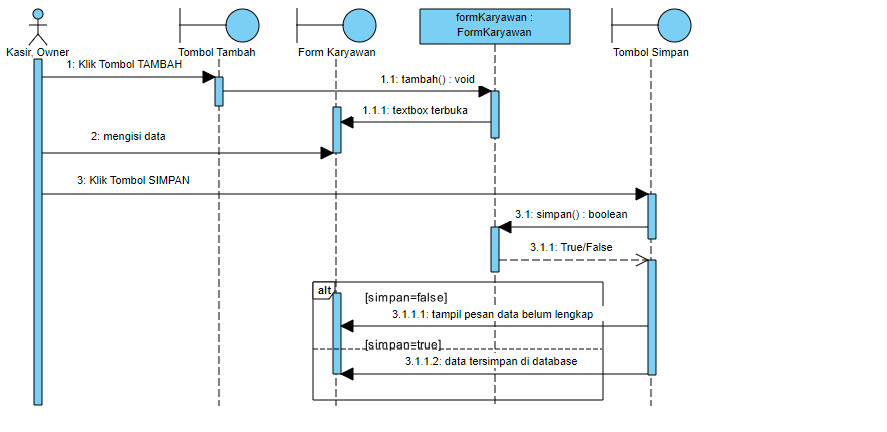 formKaryawan :
FormKaryawan
Kasir, Owner
Tombol Tambah
Form Karyawan
Tombol Simpan
1: Klik Tombol TAMBAH
1.1: tambah() : void
1.1.1: textbox terbuka
2: mengisi data
3: Klik Tombol SIMPAN
3.1: simpan() : boolean
3.1.1: True/False
alt
[simpan=false]
3.1.1.1: tampil pesan data belum lengkap
[simpan=true]
3.1.1.2: data tersimpan di database